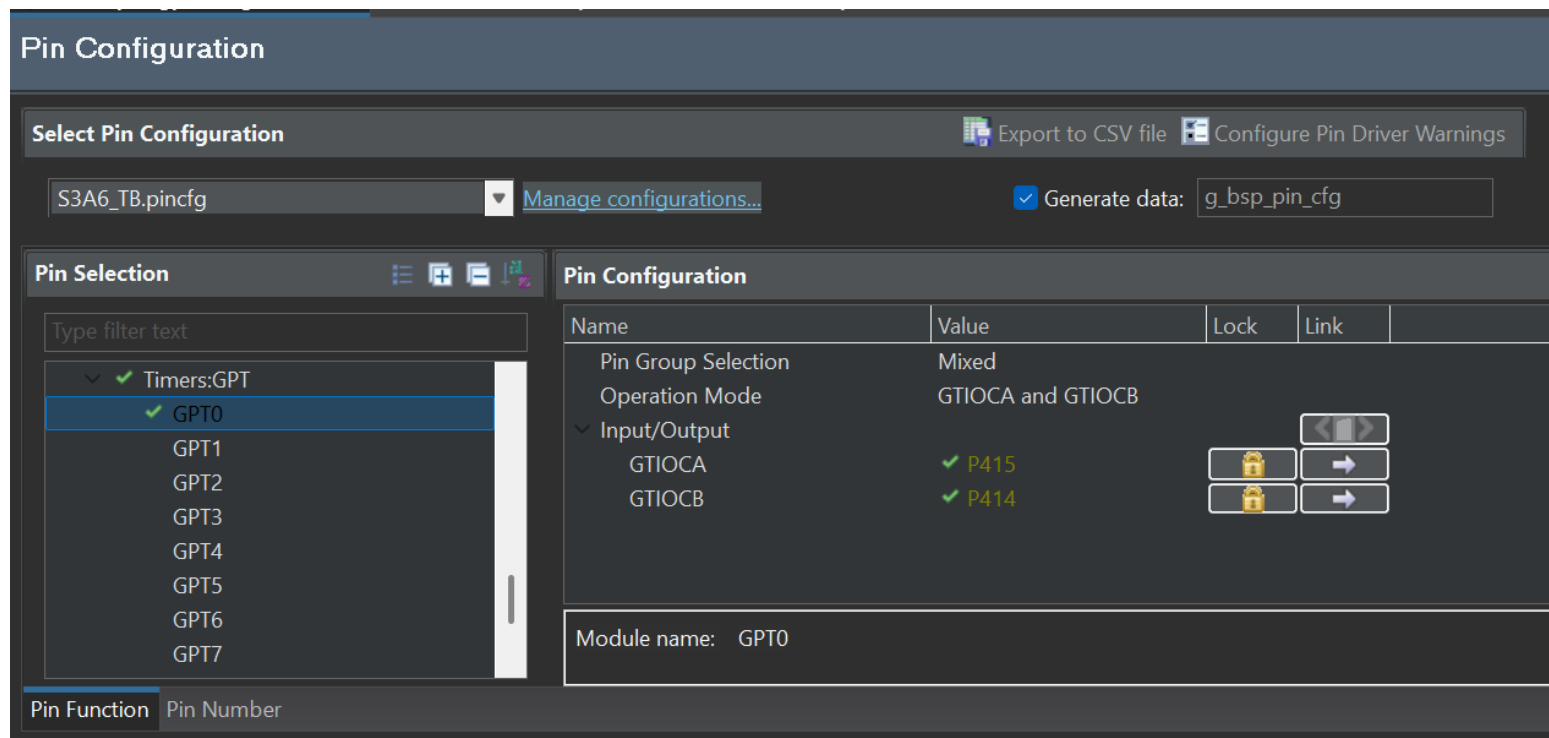 Pin Configuration
Select Pin Configuration
Export to CSV file
Configure Pin Driver Warnings
S3A6_TB.pincfg
Manage configurations...
Generate data:
g_bsp_pin_cfg
Pin Selection
Type filter text
Timers:GPT
GPT0
GPT1
GPT2
GPT3
GPT4
GPT5
GPT6
GPT7
Pin Configuration
Name Value Lock Link
Pin Group Selection Mixed
Operation Mode GTIOCA and GTIOCB
Input/Output
GTIOCA P415
GTIOCB P414
Module name: GPT0
Pin Function Pin Number